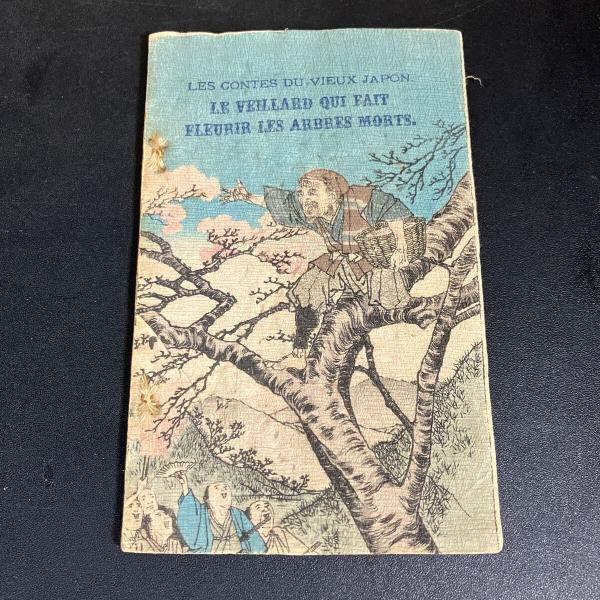 LES CONTES DU VIEUX JAPON.
LE VEILLARD QUI FAIT
FLEURIR LES ARBRES MORTS.